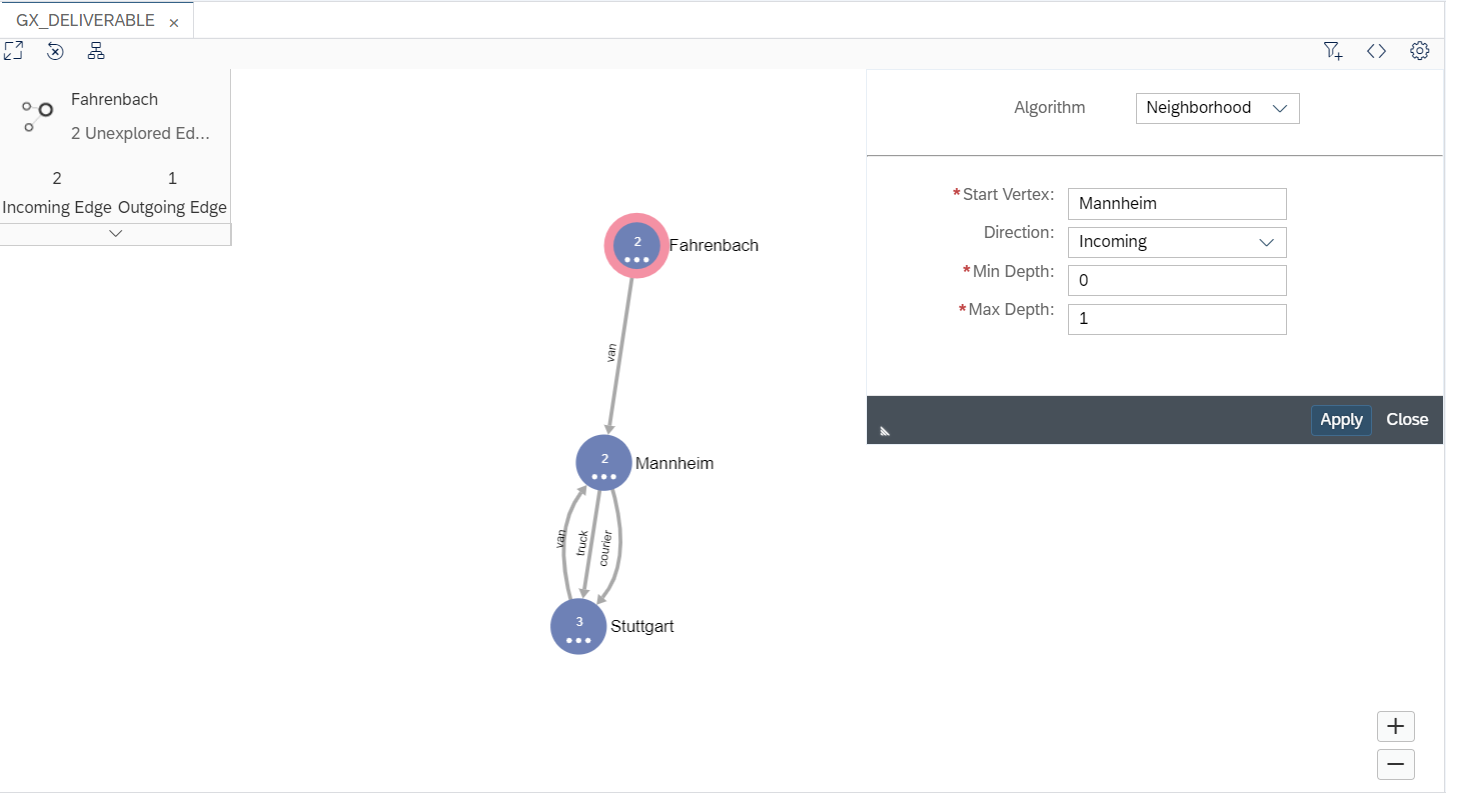 GX_DELIVERABLE ×
Fahrenbach
2 Unexplored Ed...
2 1
Incoming Edge Outgoing Edge
Algorithm Neighborhood
*Start Vertex: Mannheim
Direction: Incoming
*Min Depth: 0
*Max Depth: 1
Apply Close
2 Fahrenbach
van
2 Mannheim
van truck courier
3 Stuttgart
+
−